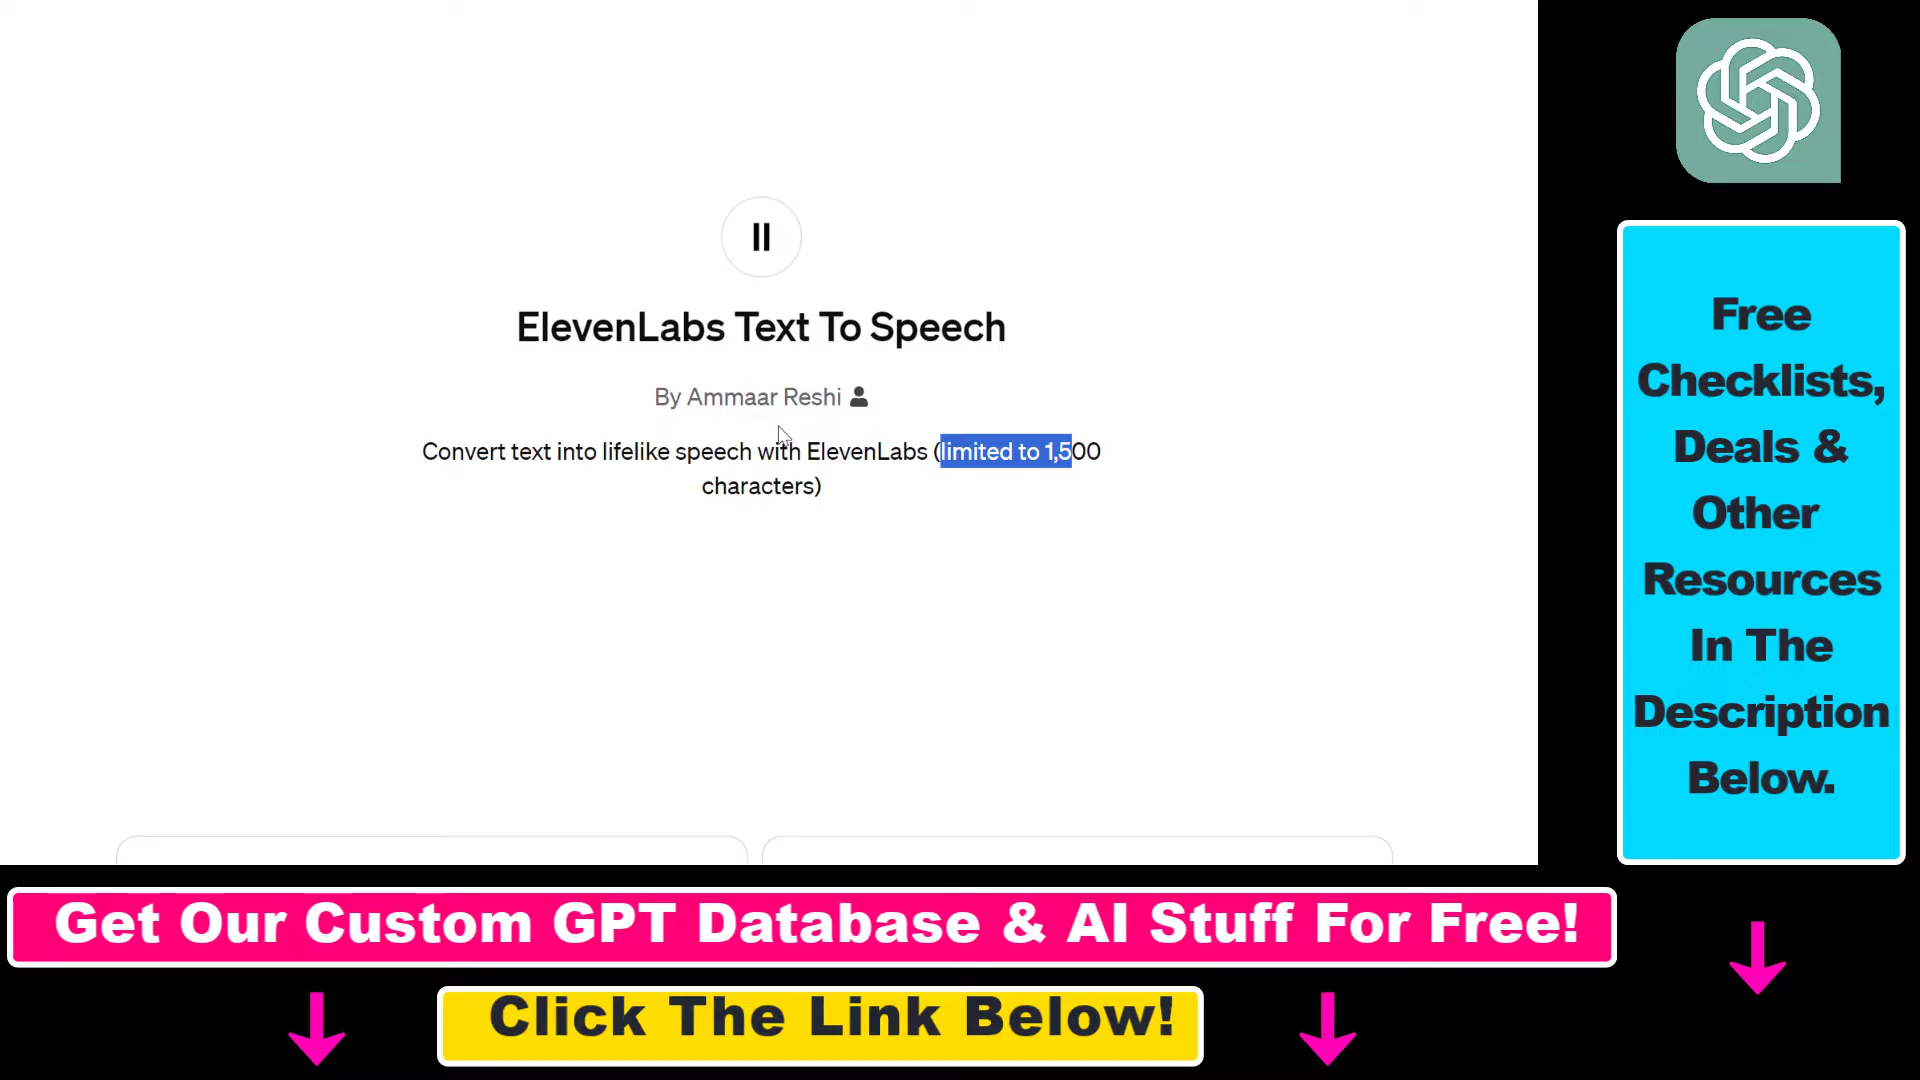 ElevenLabs Text To Speech
By Ammaar Reshi
Convert text into lifelike speech with ElevenLabs (limited to 1,500
characters)
Free
Checklists,
Deals &
Other
Resources
In The
Description
Below.
Get Our Custom GPT Database & AI Stuff For Free!
Click The Link Below!